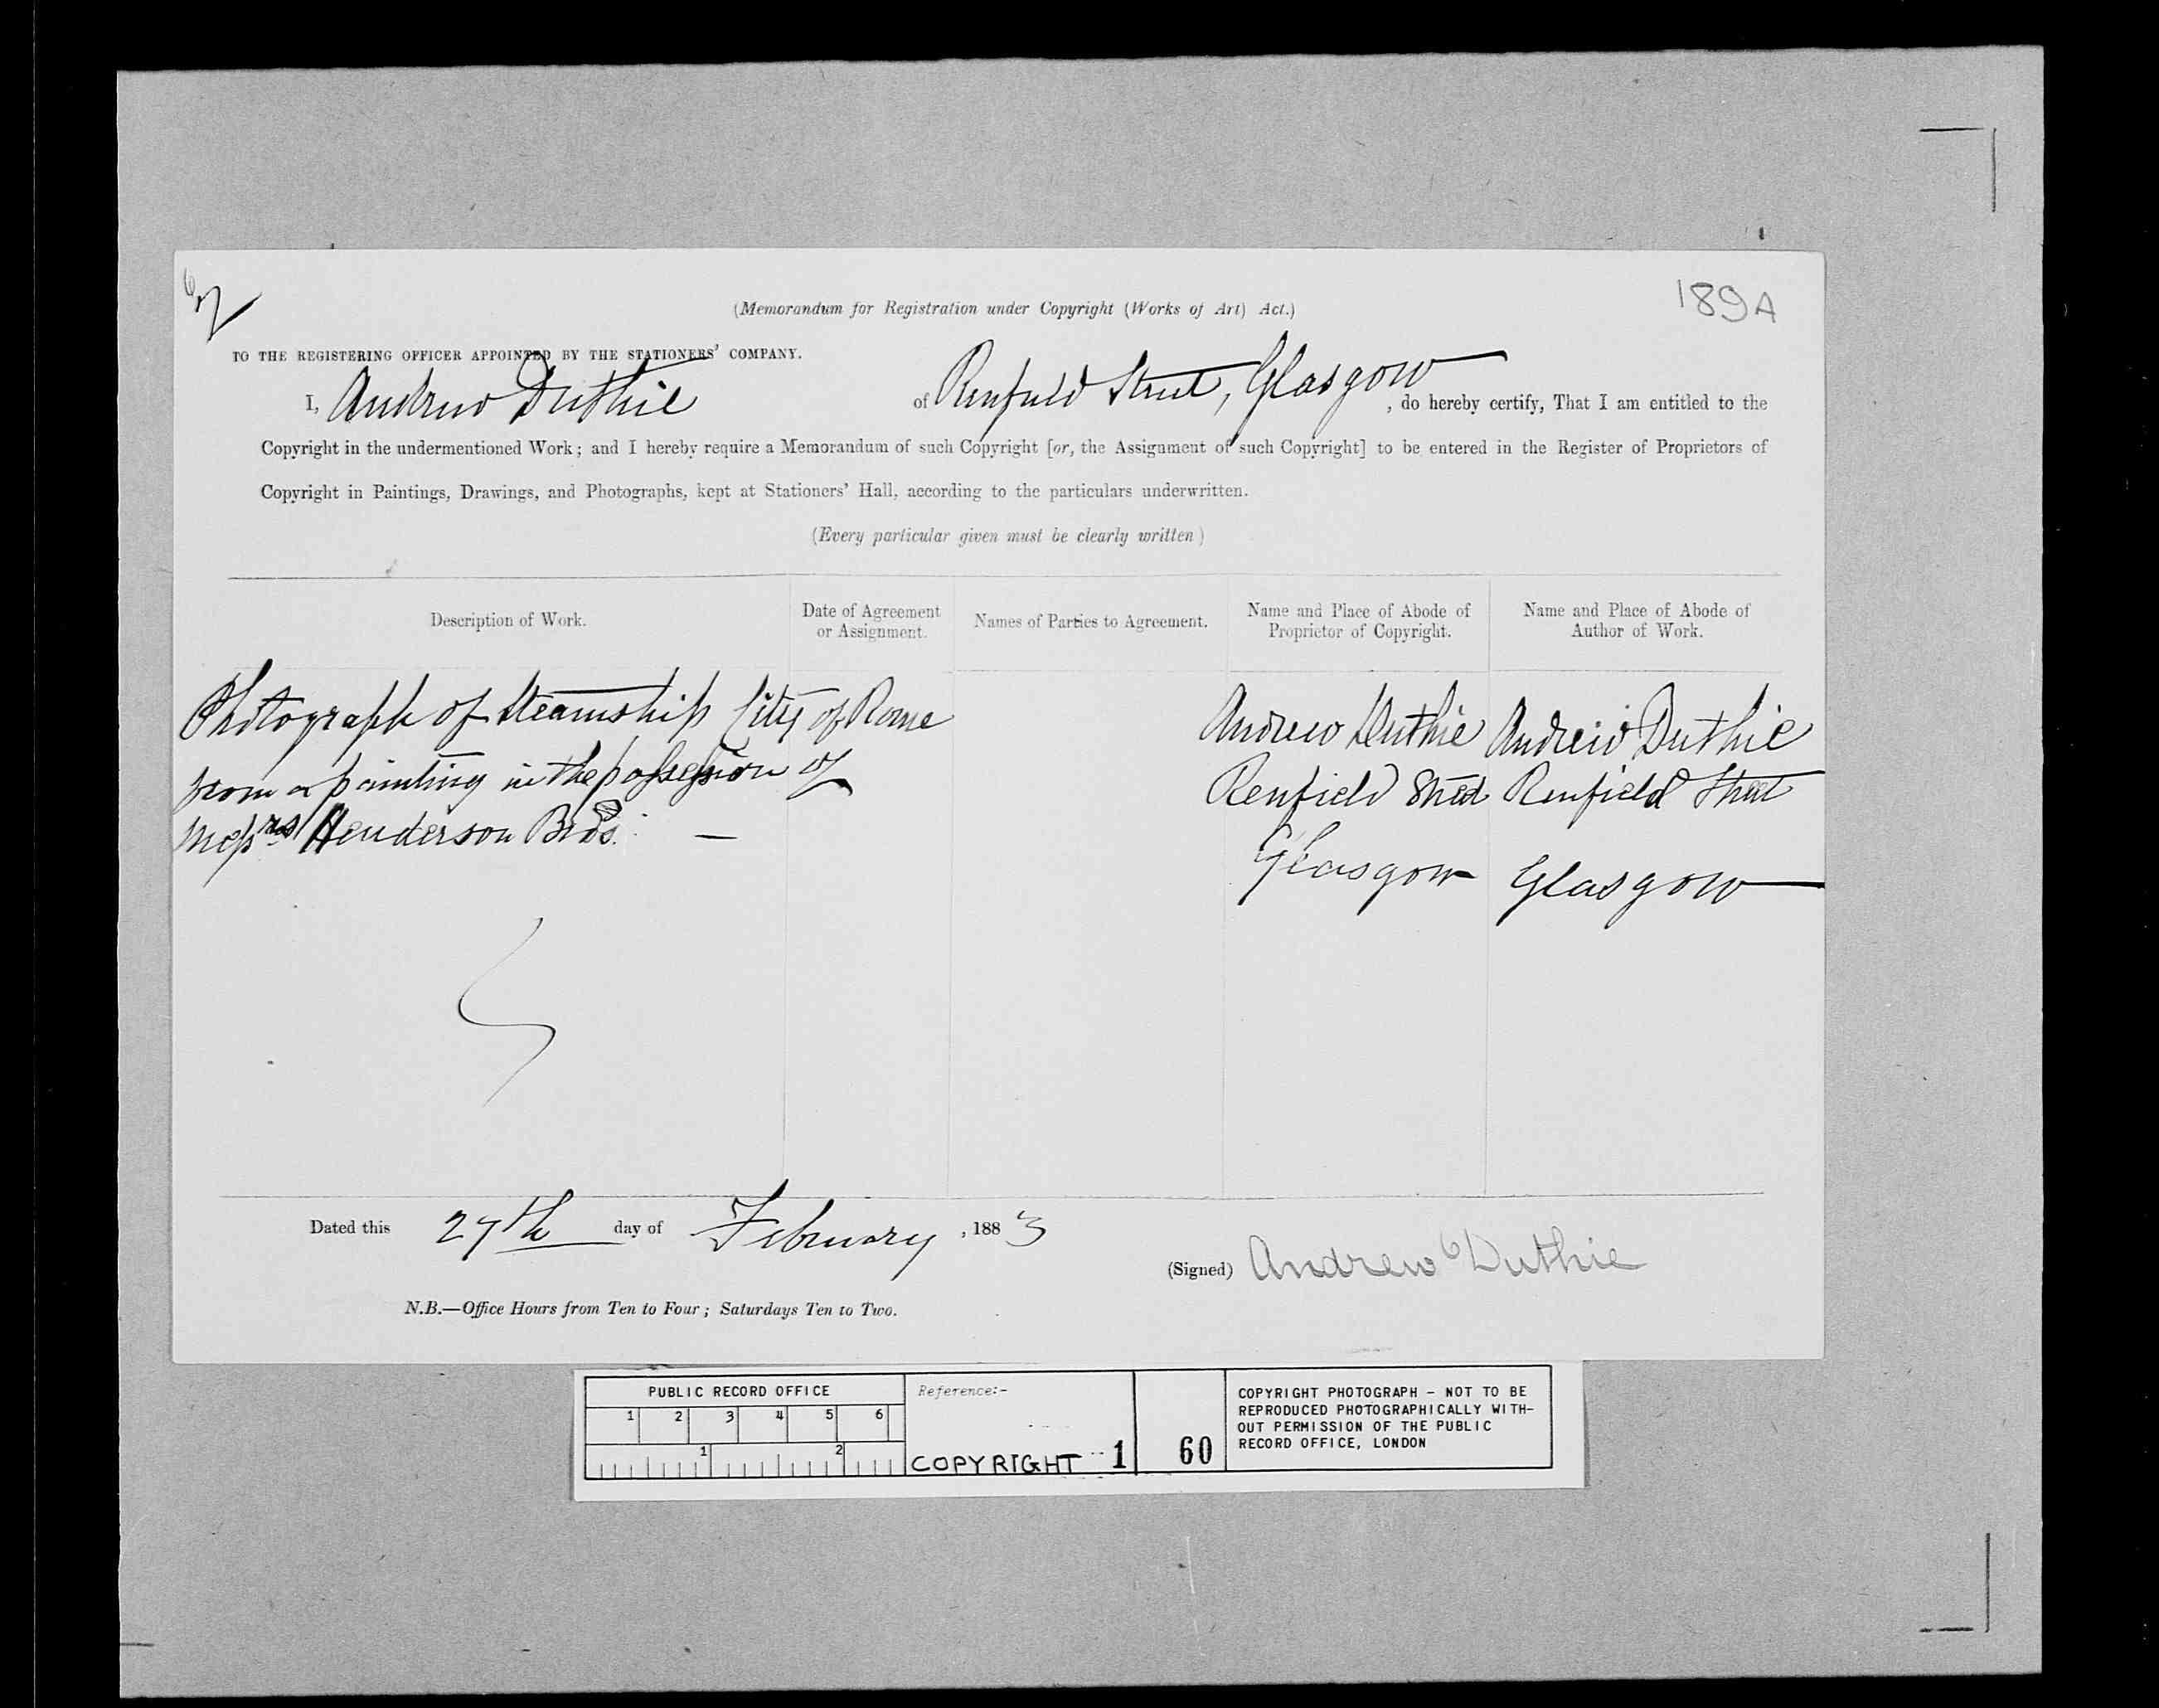 189A
(Memorandum for Registration under Copyright (Works of Art) Act.)
TO THE REGISTERING OFFICER APPOINTED BY THE STATIONERS' COMPANY.
I, Andrew Duthie of Renfield Street, Glasgow, do hereby certify, That I am entitled to the
Copyright in the undermentioned Work; and I hereby require a Memorandum of such Copyright [or, the Assignment of such Copyright] to be entered in the Register of Proprietors of
Copyright in Paintings, Drawings, and Photographs, kept at Stationers' Hall, according to the particulars underwritten.
(Every particular given must be clearly written)
Description of Work.
Date of Agreement
or Assignment.
Names of Parties to Agreement.
Name and Place of Abode of
Proprietor of Copyright.
Name and Place of Abode of
Author of Work.
Photograph of Steamship City of Rome
from a painting in the possession of
Messrs Henderson Bros.
Andrew Duthie
Renfield Street
Glasgow
Andrew Duthie
Renfield Street
Glasgow
Dated this 27th day of February, 1883
(Signed) Andrew Duthie
N.B.—Office Hours from Ten to Four; Saturdays Ten to Two.
PUBLIC RECORD OFFICE
1 2 3 4 5 6
1 2
Reference:-
COPYRIGHT 1
60
COPYRIGHT PHOTOGRAPH - NOT TO BE
REPRODUCED PHOTOGRAPHICALLY WITH-
OUT PERMISSION OF THE PUBLIC
RECORD OFFICE, LONDON